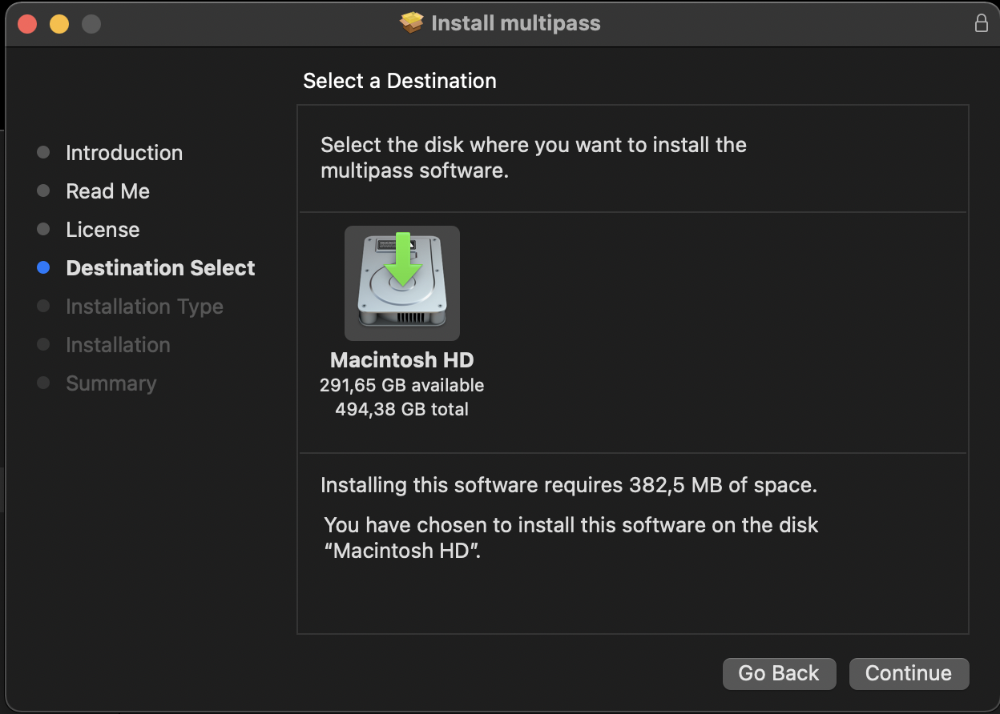 Install multipass
Select a Destination
Introduction
Read Me
License
Destination Select
Installation Type
Installation
Summary
Select the disk where you want to install the
multipass software.
Macintosh HD
291,65 GB available
494,38 GB total
Installing this software requires 382,5 MB of space.
You have chosen to install this software on the disk
“Macintosh HD”.
Go Back
Continue